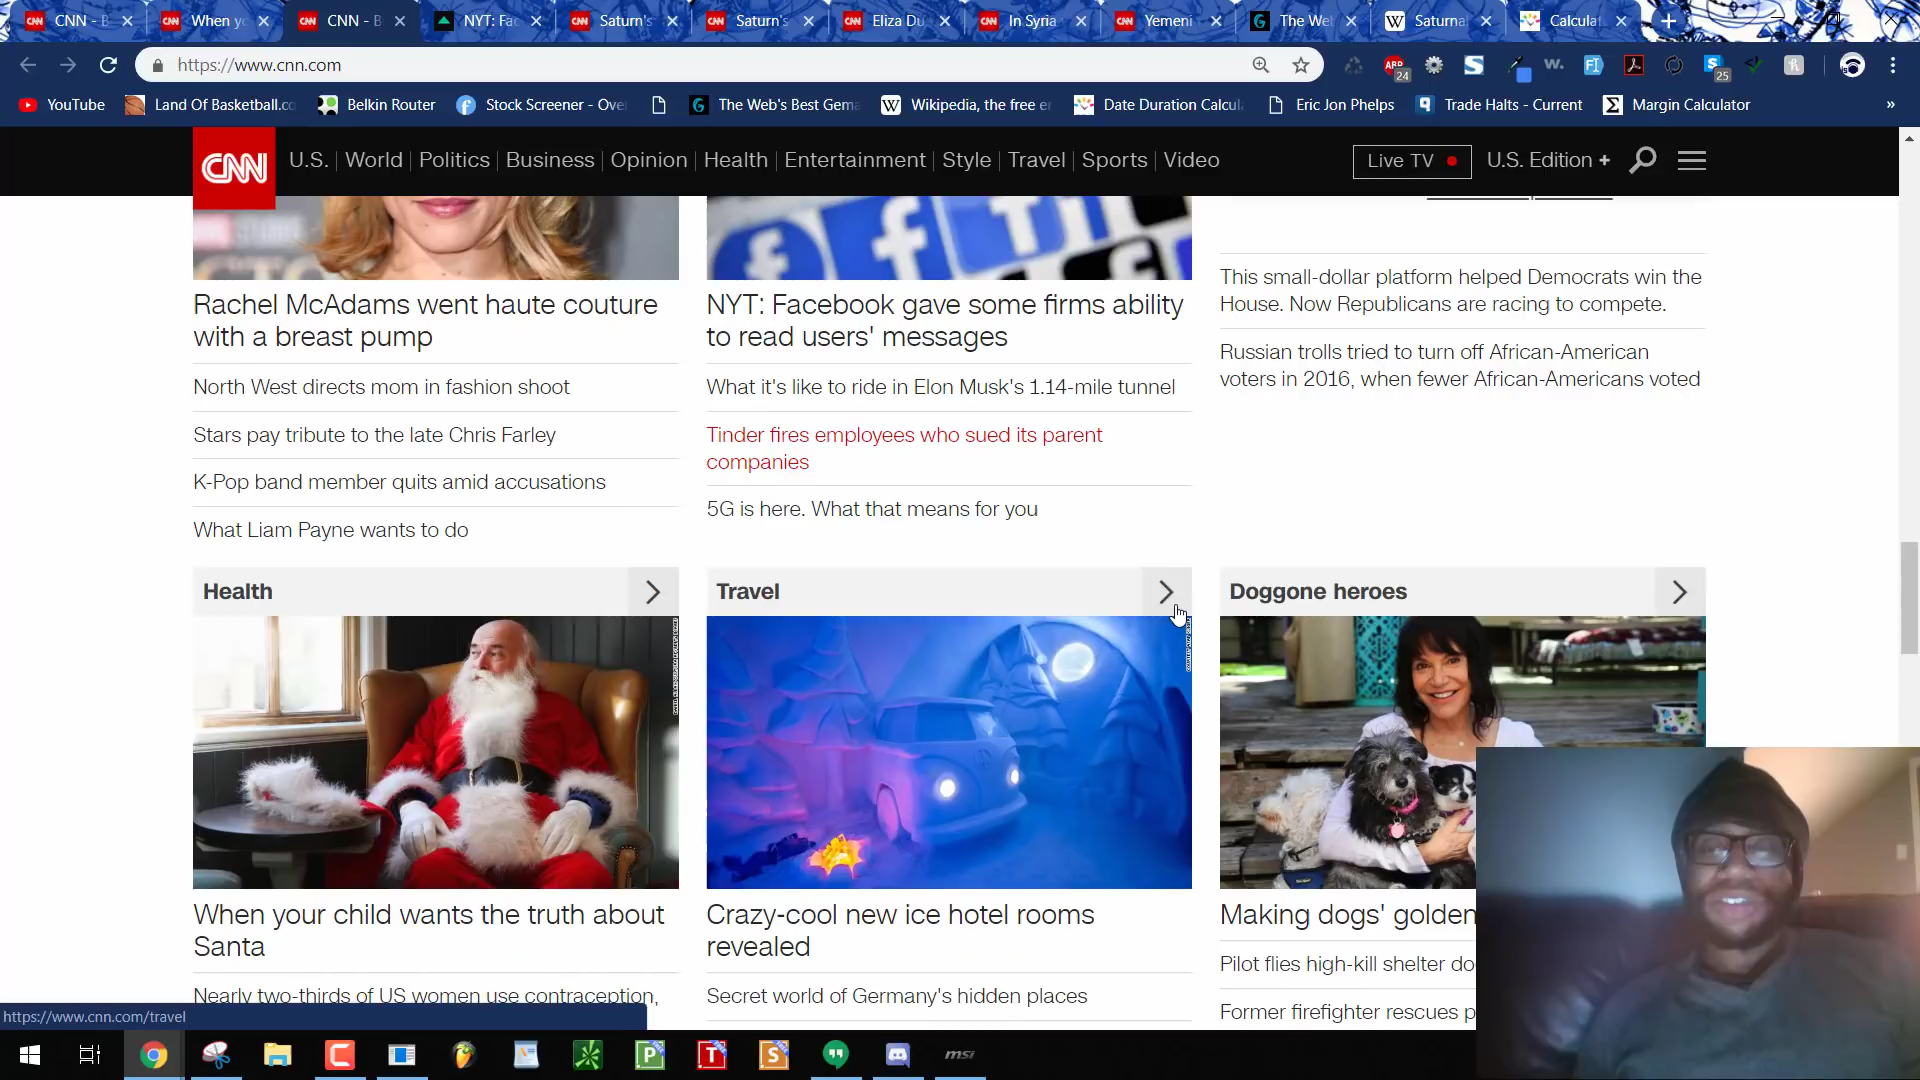 CNN - B
When yo
CNN - B
NYT: Fac
Saturn's
Saturn's
Eliza Du
In Syria
Yemeni
The Web
Saturnal
Calculat
https://www.cnn.com
24
25
YouTube
Land Of Basketball.co
Belkin Router
Stock Screener - Over
The Web's Best Gema
Wikipedia, the free en
Date Duration Calcul
Eric Jon Phelps
Trade Halts - Current
Margin Calculator
»
CNN
U.S. | World | Politics | Business | Opinion | Health | Entertainment | Style | Travel | Sports | Video
Live TV
U.S. Edition +
Rachel McAdams went haute couture
with a breast pump
North West directs mom in fashion shoot
Stars pay tribute to the late Chris Farley
K-Pop band member quits amid accusations
What Liam Payne wants to do
NYT: Facebook gave some firms ability
to read users' messages
What it's like to ride in Elon Musk's 1.14-mile tunnel
Tinder fires employees who sued its parent
companies
5G is here. What that means for you
This small-dollar platform helped Democrats win the
House. Now Republicans are racing to compete.
Russian trolls tried to turn off African-American
voters in 2016, when fewer African-Americans voted
Health
Travel
Doggone heroes
When your child wants the truth about
Santa
Nearly two-thirds of US women use contraception,
Crazy-cool new ice hotel rooms
revealed
Secret world of Germany's hidden places
Making dogs' golden
Pilot flies high-kill shelter do
Former firefighter rescues p
https://www.cnn.com/travel
msi